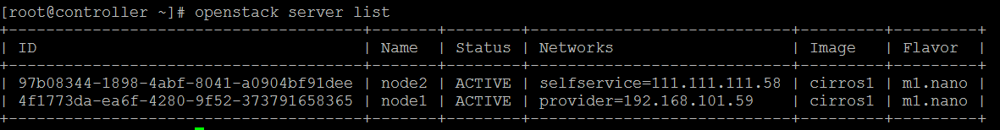 [root@controller ~]# openstack server list
+--------------------------------------+-------+--------+----------------------------+---------+---------+
| ID                                   | Name  | Status | Networks                   | Image   | Flavor  |
+--------------------------------------+-------+--------+----------------------------+---------+---------+
| 97b08344-1898-4abf-8041-a0904bf91dee | node2 | ACTIVE | selfservice=111.111.111.58 | cirros1 | m1.nano |
| 4f1773da-ea6f-4280-9f52-373791658365 | node1 | ACTIVE | provider=192.168.101.59    | cirros1 | m1.nano |
+--------------------------------------+-------+--------+----------------------------+---------+---------+